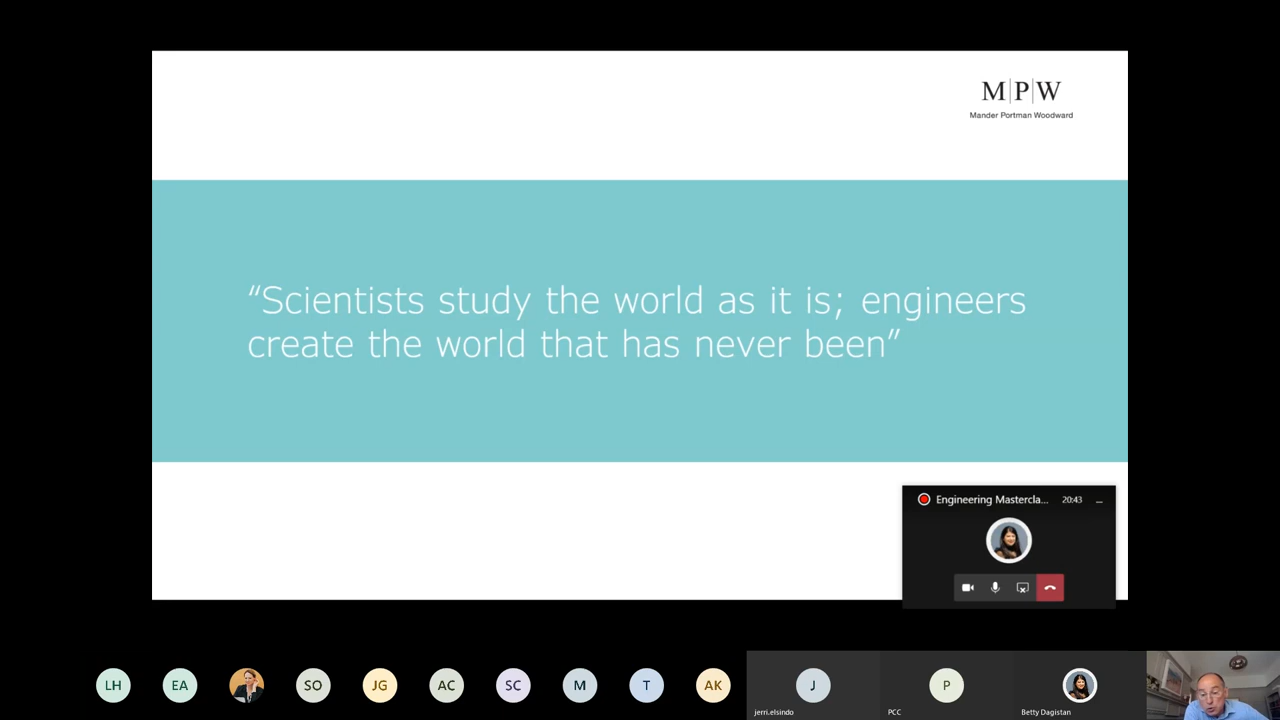 M|P|W
Mander Portman Woodward
“Scientists study the world as it is; engineers
create the world that has never been”
Engineering Mastercla... 20:43
LH EA SO JG AC SC M T AK J P
jerri.elsindo PCC Betty Dagistan